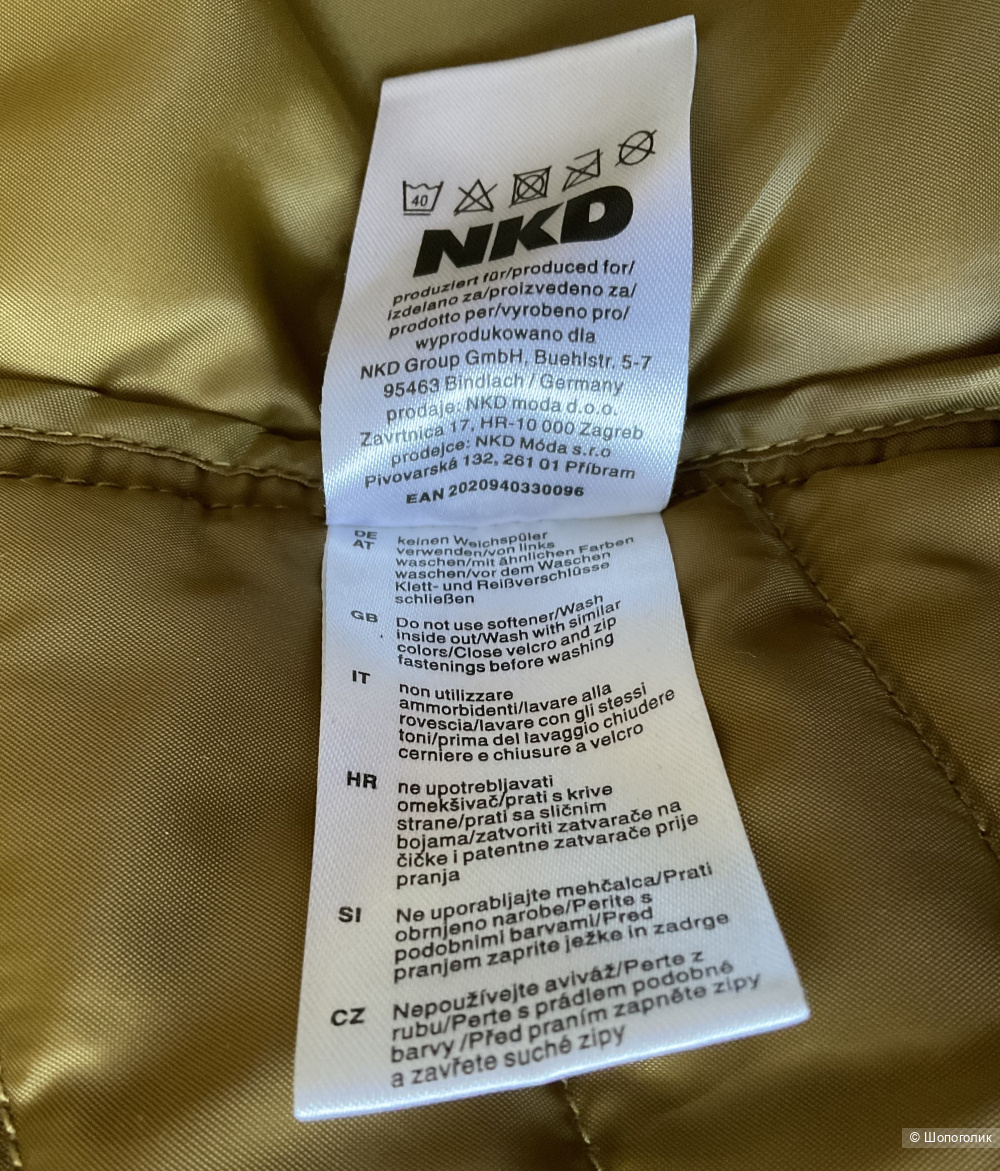 40
NKD
produziert für/produced for/
izdelano za/proizvedeno za/
prodotto per/vyrobeno pro/
wyprodukowano dla
NKD Group GmbH, Buehlstr. 5-7
95463 Bindlach / Germany
prodaje: NKD moda d.o.o.
Zavrtnica 17, HR-10 000 Zagreb
prodejce: NKD Móda s.r.o
Pivovarská 132, 261 01 Příbram
EAN 2020940330096
DE
AT
keinen Weichspüler
verwenden/von links
waschen/mit ähnlichen Farben
waschen/vor dem Waschen
Klett- und Reißverschlüsse
schließen
GB
Do not use softener/Wash
inside out/Wash with similar
colors/Close velcro and zip
fastenings before washing
IT
non utilizzare
ammorbidenti/lavare alla
rovescia/lavare con gli stessi
toni/prima del lavaggio chiudere
cerniere e chiusure a velcro
HR
ne upotrebljavati
omekšivač/prati s krive
strane/prati sa sličnim
bojama/zatvoriti zatvarače na
čičke i patentne zatvarače prije
pranja
SI
Ne uporabljajte mehčalca/Prati
obrnjeno narobe/Perite s
podobnimi barvami/Pred
pranjem zaprite ježke in zadrge
CZ
Nepoužívejte aviváž/Perte z
rubu/Perte s prádlem podobné
barvy /Před praním zapněte zipy
a zavřete suché zipy
© Шопоголик